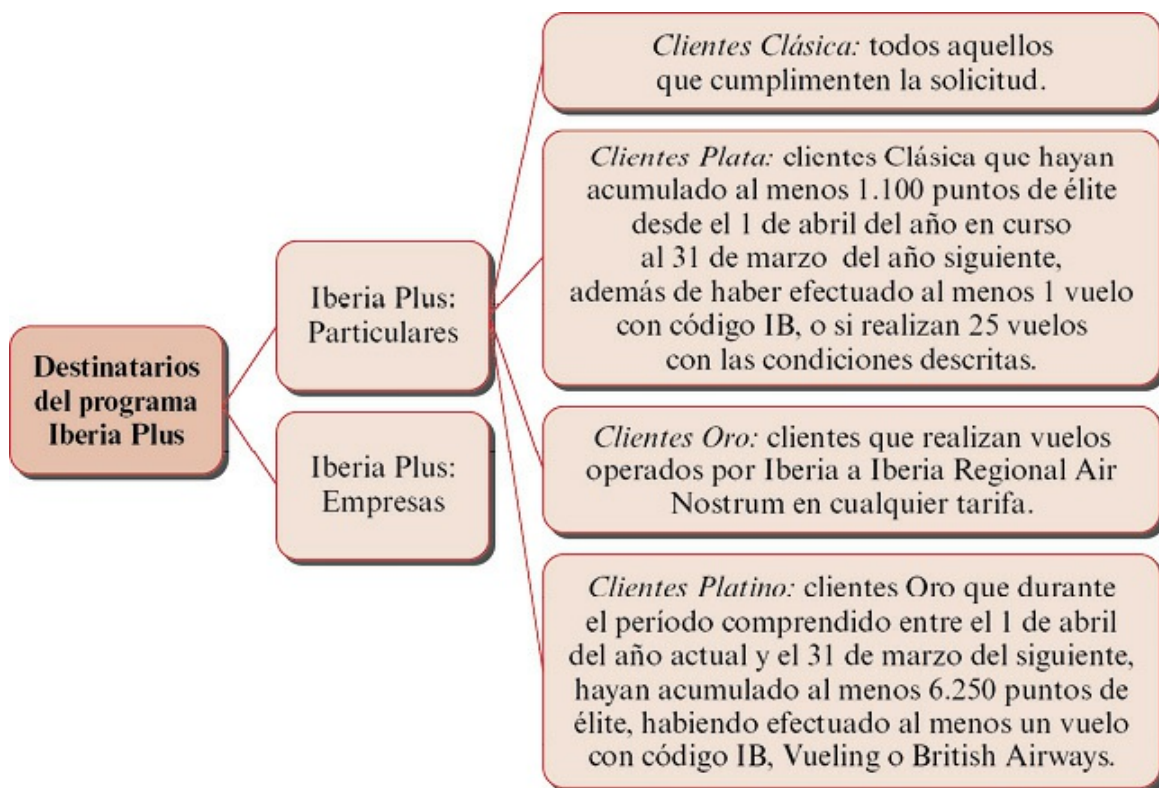 Destinatarios
del programa
Iberia Plus
Iberia Plus:
Particulares
Iberia Plus:
Empresas
Clientes Clásica: todos aquellos
que cumplimenten la solicitud.
Clientes Plata: clientes Clásica que hayan
acumulado al menos 1.100 puntos de élite
desde el 1 de abril del año en curso
al 31 de marzo del año siguiente,
además de haber efectuado al menos 1 vuelo
con código IB, o si realizan 25 vuelos
con las condiciones descritas.
Clientes Oro: clientes que realizan vuelos
operados por Iberia a Iberia Regional Air
Nostrum en cualquier tarifa.
Clientes Platino: clientes Oro que durante
el período comprendido entre el 1 de abril
del año actual y el 31 de marzo del siguiente,
hayan acumulado al menos 6.250 puntos de
élite, habiendo efectuado al menos un vuelo
con código IB, Vueling o British Airways.